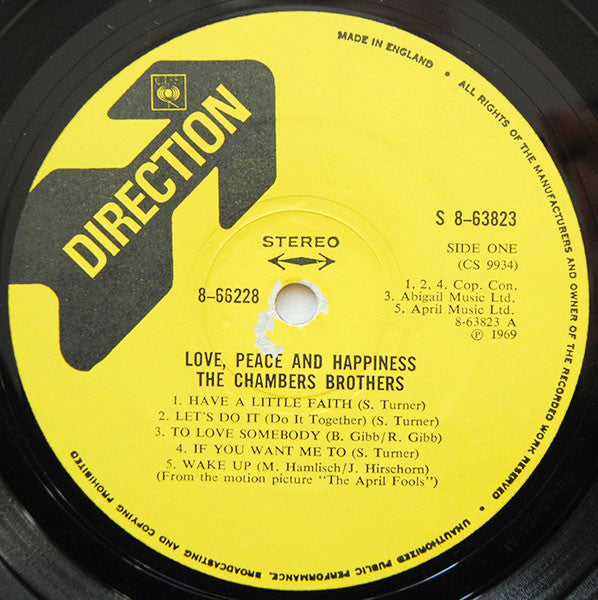 CBS
DIRECTION
MADE IN ENGLAND • ALL RIGHTS OF THE MANUFACTURERS AND OWNER OF THE RECORDED WORK RESERVED • UNAUTHORIZED PUBLIC PERFORMANCE, BROADCASTING AND COPYING PROHIBITED
S 8-63823
STEREO
SIDE ONE
(CS 9934)
8-66228
1, 2, 4. Cop. Con.
3. Abigail Music Ltd.
5. April Music Ltd.
8-63823 A
℗ 1969
LOVE, PEACE AND HAPPINESS
THE CHAMBERS BROTHERS
1. HAVE A LITTLE FAITH (S. Turner)
2. LET'S DO IT (Do It Together) (S. Turner)
3. TO LOVE SOMEBODY (B. Gibb/R. Gibb)
4. IF YOU WANT ME TO (S. Turner)
5. WAKE UP (M. Hamlisch/J. Hirschorn)
(From the motion picture "The April Fools")